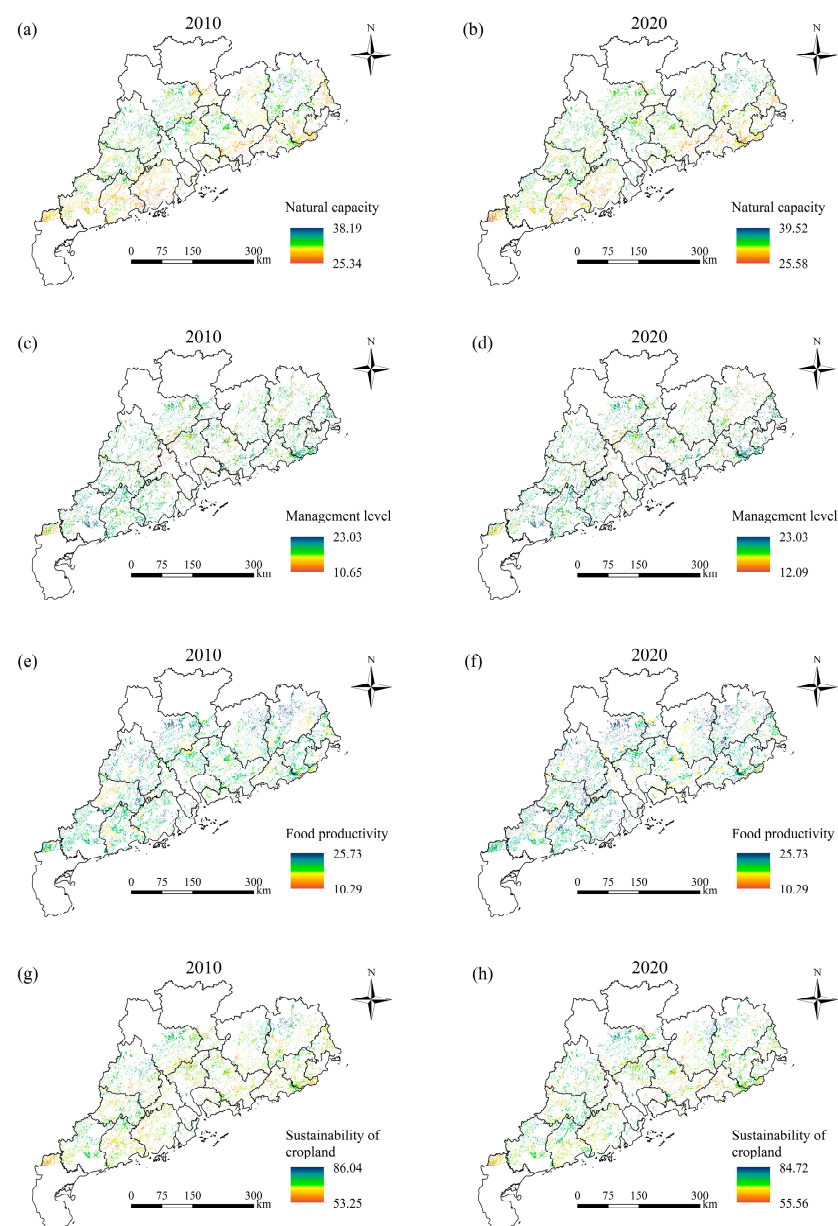 (a)
2010
N
Natural capacity
38.19
25.34
0 75 150 300
km
(b)
2020
N
Natural capacity
39.52
25.58
0 75 150 300
km
(c)
2010
N
Management level
23.03
10.65
0 75 150 300
km
(d)
2020
N
Management level
23.03
12.09
0 75 150 300
km
(e)
2010
N
Food productivity
25.73
10.29
0 75 150 300
km
(f)
2020
N
Food productivity
25.73
10.29
0 75 150 300
km
(g)
2010
N
Sustainability of
cropland
86.04
53.25
0 75 150 300
km
(h)
2020
N
Sustainability of
cropland
84.72
55.56
0 75 150 300
km